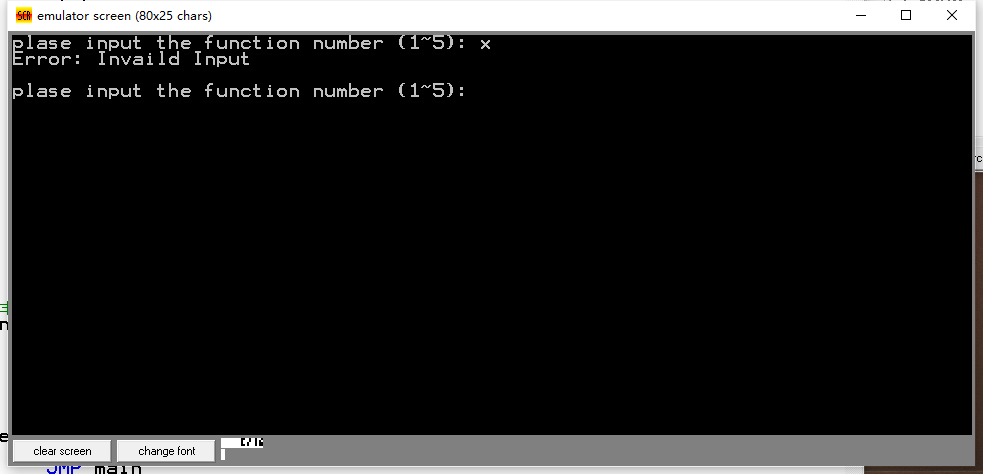 emulator screen (80x25 chars)
plase input the function number (1~5): x
Error: Invaild Input
plase input the function number (1~5):
clear screen
change font
JMP main